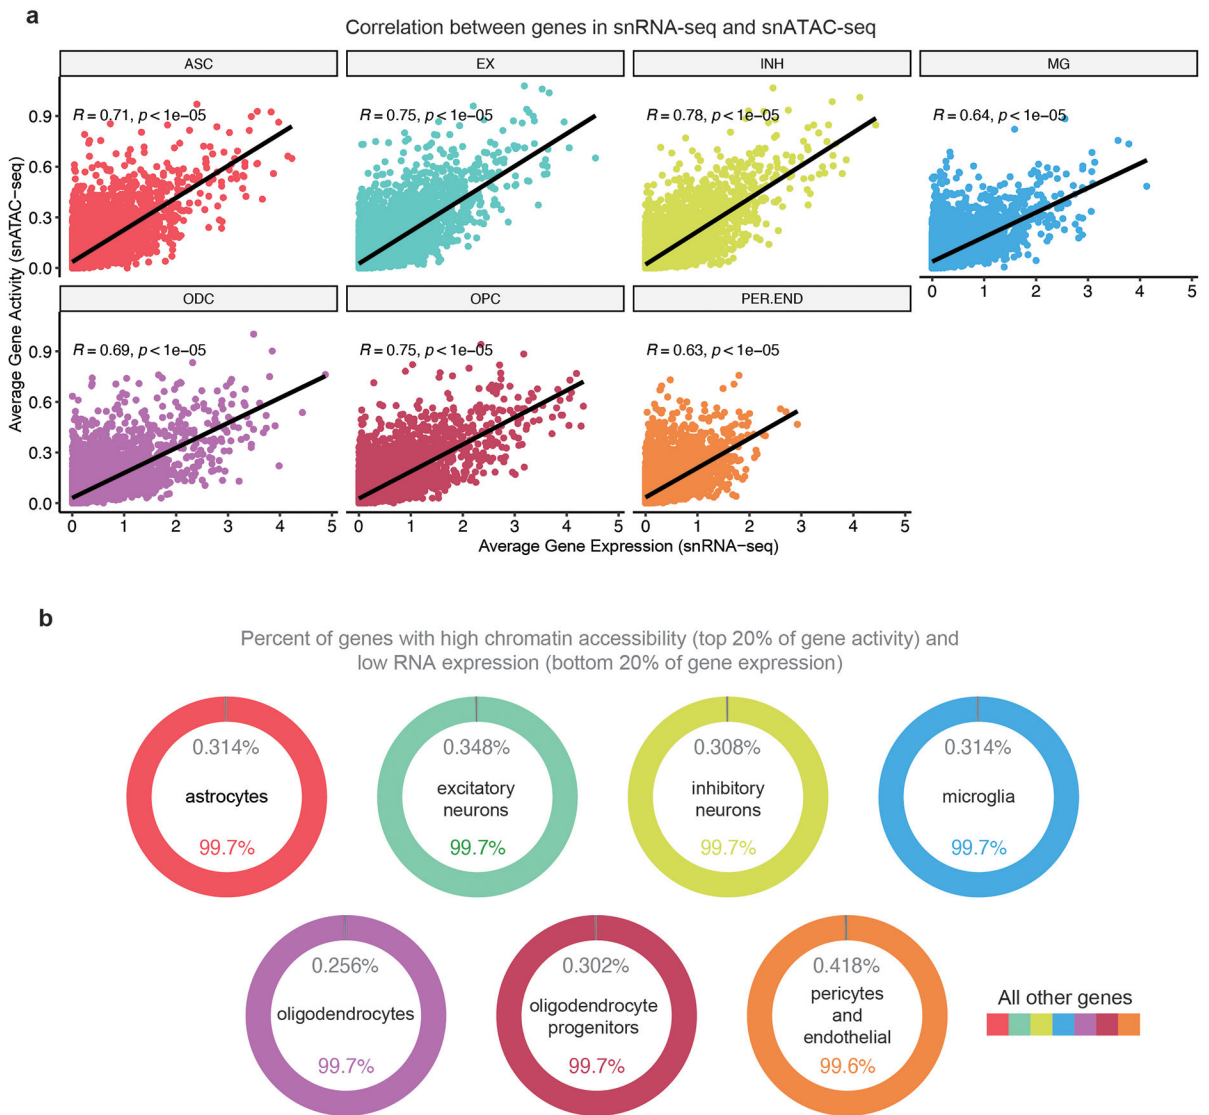 a
Correlation between genes in snRNA-seq and snATAC-seq
ASC
EX
INH
MG
R = 0.71, p < 1e−05
R = 0.75, p < 1e−05
R = 0.78, p < 1e−05
R = 0.64, p < 1e−05
0.9
0.6
0.3
0.0
0 1 2 3 4 5
Average Gene Activity (snATAC−seq)
ODC
OPC
PER.END
R = 0.69, p < 1e−05
R = 0.75, p < 1e−05
R = 0.63, p < 1e−05
0.9
0.6
0.3
0.0
0 1 2 3 4 5
0 1 2 3 4 5
0 1 2 3 4 5
Average Gene Expression (snRNA−seq)
b
Percent of genes with high chromatin accessibility (top 20% of gene activity) and
low RNA expression (bottom 20% of gene expression)
0.314%
astrocytes
99.7%
0.348%
excitatory
neurons
99.7%
0.308%
inhibitory
neurons
99.7%
0.314%
microglia
99.7%
0.256%
oligodendrocytes
99.7%
0.302%
oligodendrocyte
progenitors
99.7%
0.418%
pericytes
and
endothelial
99.6%
All other genes